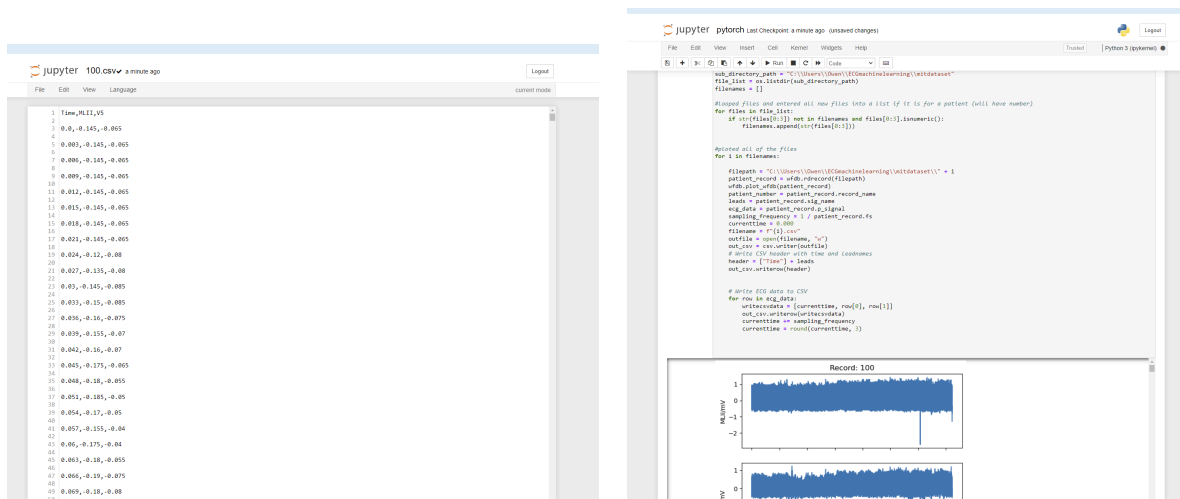 jupyter 100.csv✔ a minute ago
Logout
File Edit View Language
current mode
1 Time,MLII,V5
2
3 0.0,-0.145,-0.065
4
5 0.003,-0.145,-0.065
6
7 0.006,-0.145,-0.065
8
9 0.009,-0.145,-0.065
10
11 0.012,-0.145,-0.065
12
13 0.015,-0.145,-0.065
14
15 0.018,-0.145,-0.065
16
17 0.021,-0.145,-0.065
18
19 0.024,-0.12,-0.08
20
21 0.027,-0.135,-0.08
22
23 0.03,-0.145,-0.085
24
25 0.033,-0.15,-0.085
26
27 0.036,-0.16,-0.075
28
29 0.039,-0.155,-0.07
30
31 0.042,-0.16,-0.07
32
33 0.045,-0.175,-0.065
34
35 0.048,-0.18,-0.055
36
37 0.051,-0.185,-0.05
38
39 0.054,-0.17,-0.05
40
41 0.057,-0.155,-0.04
42
43 0.06,-0.175,-0.04
44
45 0.063,-0.18,-0.055
46
47 0.066,-0.19,-0.075
48
49 0.069,-0.18,-0.08
jupyter pytorch Last Checkpoint: a minute ago (unsaved changes)
Logout
File Edit View Insert Cell Kernel Widgets Help
Trusted
Python 3 (ipykernel)
Run
Code
sub_directory_path = "C:\\Users\\Owen\\ECGmachinelearning\\mitdataset"
file_list = os.listdir(sub_directory_path)
filenames = []
#Looped files and entered all new files into a list if it is for a patient (will have number)
for files in file_list:
if str(files[0:3]) not in filenames and files[0:3].isnumeric():
filenames.append(str(files[0:3]))
#ploted all of the files
for i in filenames:
filepath = "C:\\Users\\Owen\\ECGmachinelearning\\mitdataset\\" + i
patient_record = wfdb.rdrecord(filepath)
wfdb.plot_wfdb(patient_record)
patient_number = patient_record.record_name
leads = patient_record.sig_name
ecg_data = patient_record.p_signal
sampling_frequency = 1 / patient_record.fs
currenttime = 0.000
filename = f"{i}.csv"
outfile = open(filename, "w")
out_csv = csv.writer(outfile)
# Write CSV header with time and leadnames
header = ["Time"] + leads
out_csv.writerow(header)
# Write ECG data to CSV
for row in ecg_data:
writecsvdata = [currenttime, row[0], row[1]]
out_csv.writerow(writecsvdata)
currenttime += sampling_frequency
currenttime = round(currenttime, 3)
Record: 100
MLII/mV
1
0
−1
−2
1
0